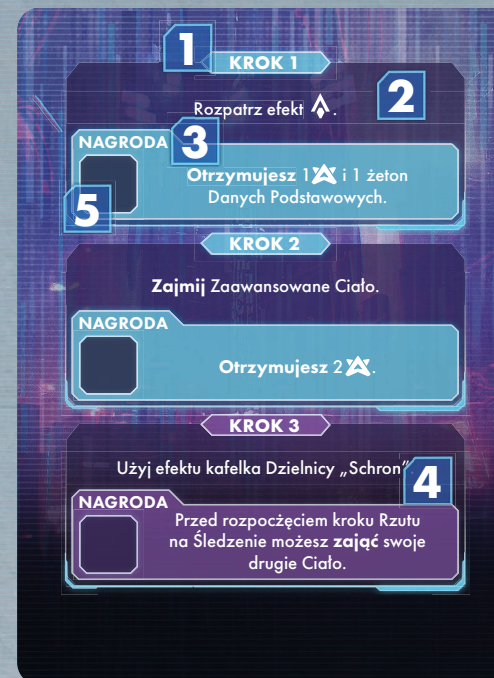 1
KROK 1
2
Rozpatrz efekt .
NAGRODA
3
Otrzymujesz 1 i 1 żeton
Danych Podstawowych.
5
KROK 2
Zajmij Zaawansowane Ciało.
NAGRODA
Otrzymujesz 2 .
KROK 3
Użyj efektu kafelka Dzielnicy „Schron”
4
NAGRODA
Przed rozpoczęciem kroku Rzutu
na Śledzenie możesz zająć swoje
drugie Ciało.